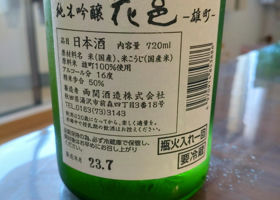 純米吟醸 花邑 -雄町-
品目 日本酒 内容量 720ml
原材料名 米(国産)、米こうじ(国産米)
原料米 雄町100%使用
アルコール分 16度
精米歩合 50%
製造者 両関酒造株式会社
秋田県湯沢市前森四丁目3番18号
TEL 0183(73)3143
瓶火入れ一回
要冷蔵
23.7